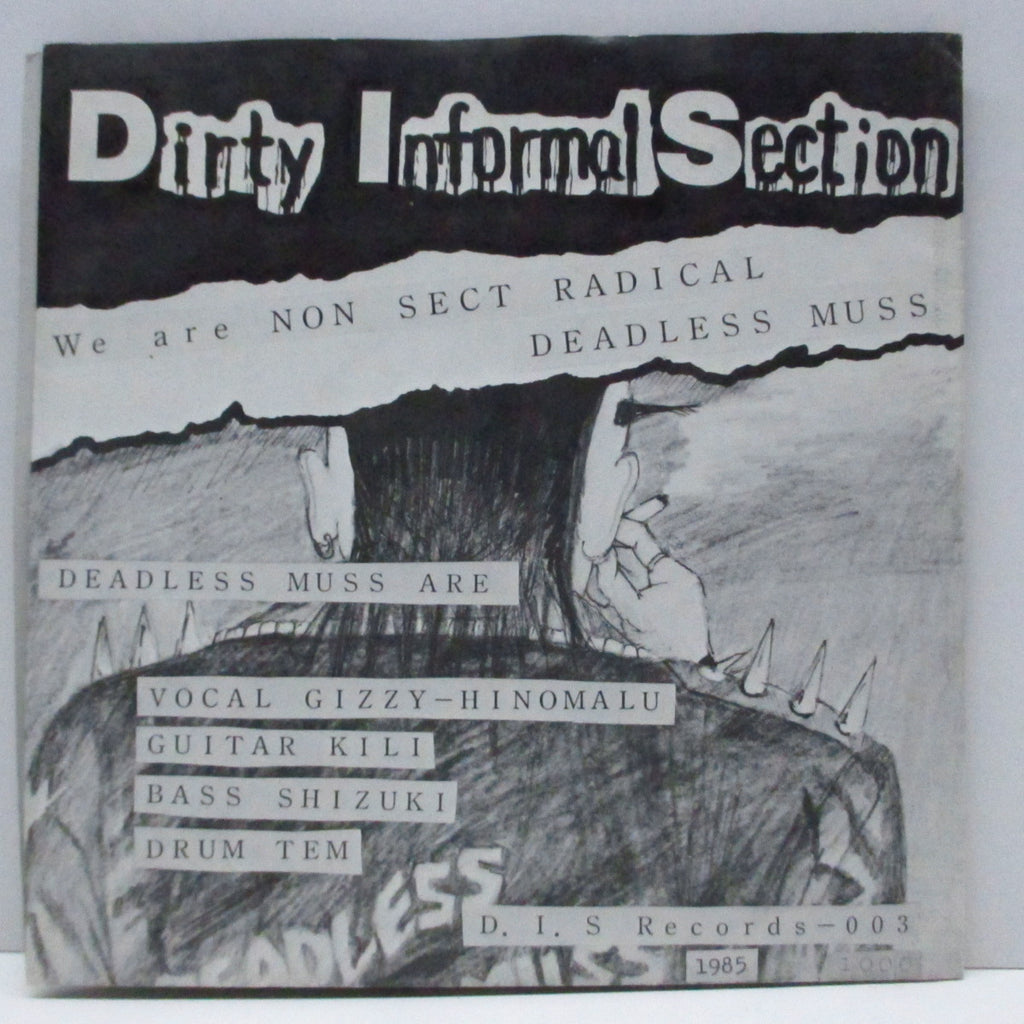 Dirty Informal Section
We are NON SECT RADICAL
DEADLESS MUSS
DEADLESS MUSS ARE
VOCAL GIZZY-HINOMALU
GUITAR KILI
BASS SHIZUKI
DRUM TEM
D.I.S Records-003
1985
1000